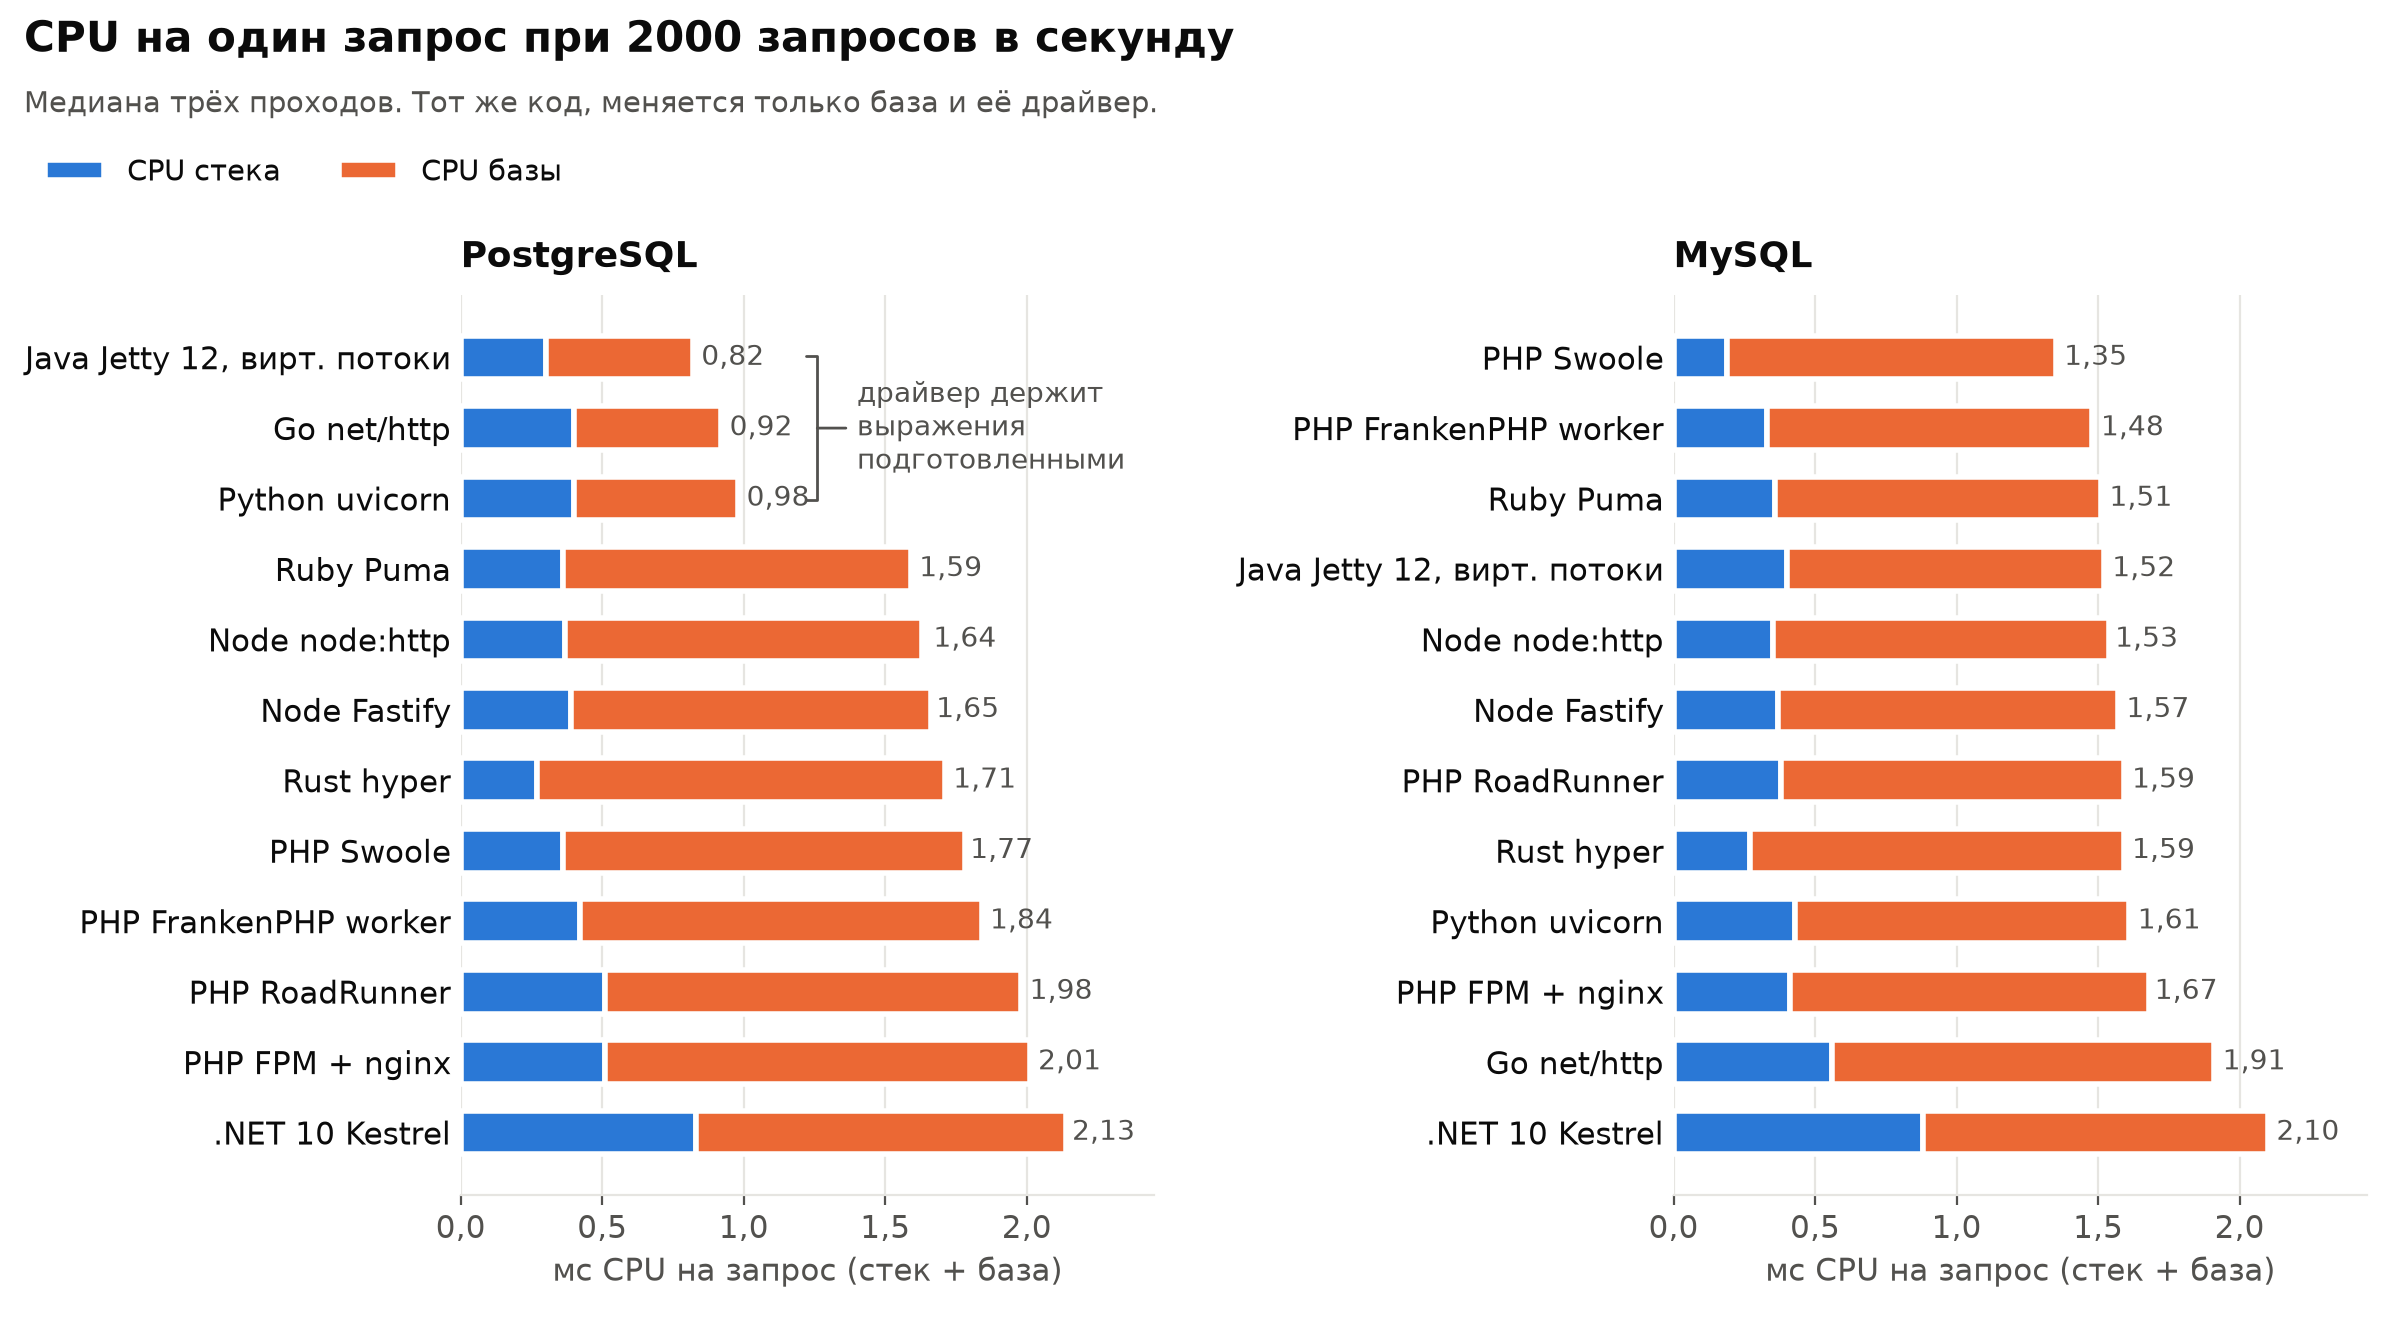 CPU на один запрос при 2000 запросов в секунду
Медиана трёх проходов. Тот же код, меняется только база и её драйвер.
CPU стека
CPU базы
PostgreSQL
Java Jetty 12, вирт. потоки 0,82
Go net/http 0,92
Python uvicorn 0,98
драйвер держит
выражения
подготовленными
Ruby Puma 1,59
Node node:http 1,64
Node Fastify 1,65
Rust hyper 1,71
PHP Swoole 1,77
PHP FrankenPHP worker 1,84
PHP RoadRunner 1,98
PHP FPM + nginx 2,01
.NET 10 Kestrel 2,13
0,0 0,5 1,0 1,5 2,0
мс CPU на запрос (стек + база)
MySQL
PHP Swoole 1,35
PHP FrankenPHP worker 1,48
Ruby Puma 1,51
Java Jetty 12, вирт. потоки 1,52
Node node:http 1,53
Node Fastify 1,57
PHP RoadRunner 1,59
Rust hyper 1,59
Python uvicorn 1,61
PHP FPM + nginx 1,67
Go net/http 1,91
.NET 10 Kestrel 2,10
0,0 0,5 1,0 1,5 2,0
мс CPU на запрос (стек + база)